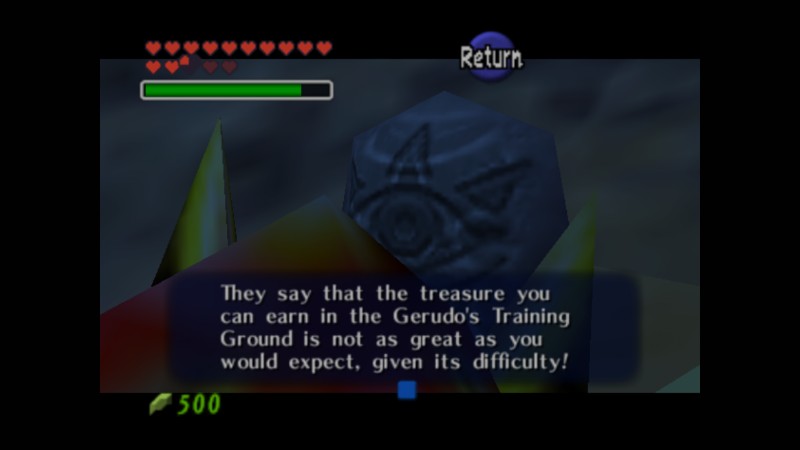 Return
They say that the treasure you
can earn in the Gerudo's Training
Ground is not as great as you
would expect, given its difficulty!
500